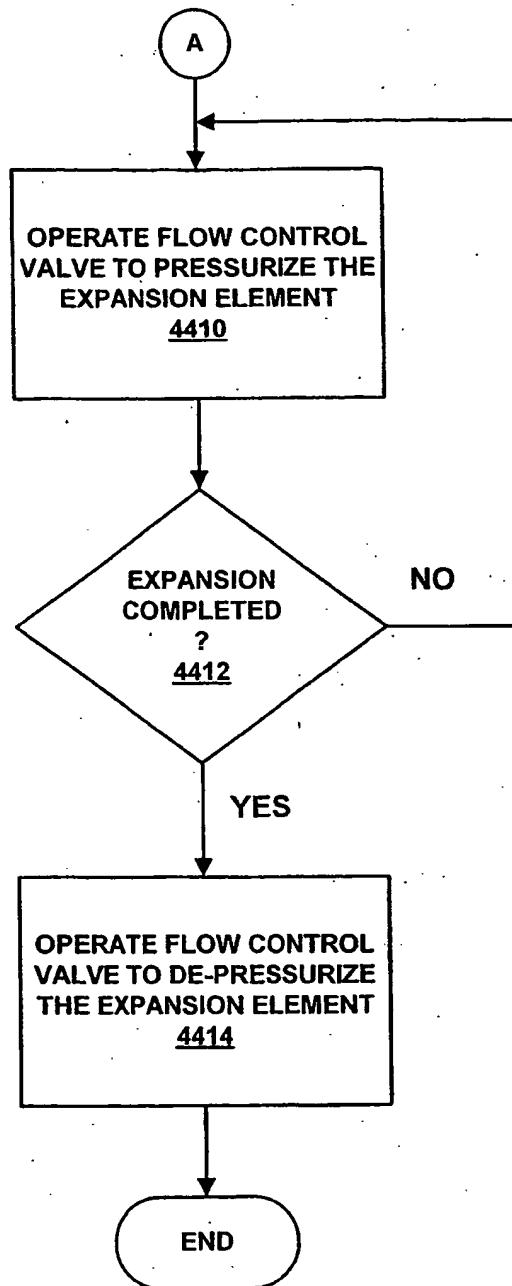 A
OPERATE FLOW CONTROL
VALVE TO PRESSURIZE THE
EXPANSION ELEMENT
4410
EXPANSION
COMPLETED
?
4412
NO
YES
OPERATE FLOW CONTROL
VALVE TO DE-PRESSURIZE
THE EXPANSION ELEMENT
4414
END